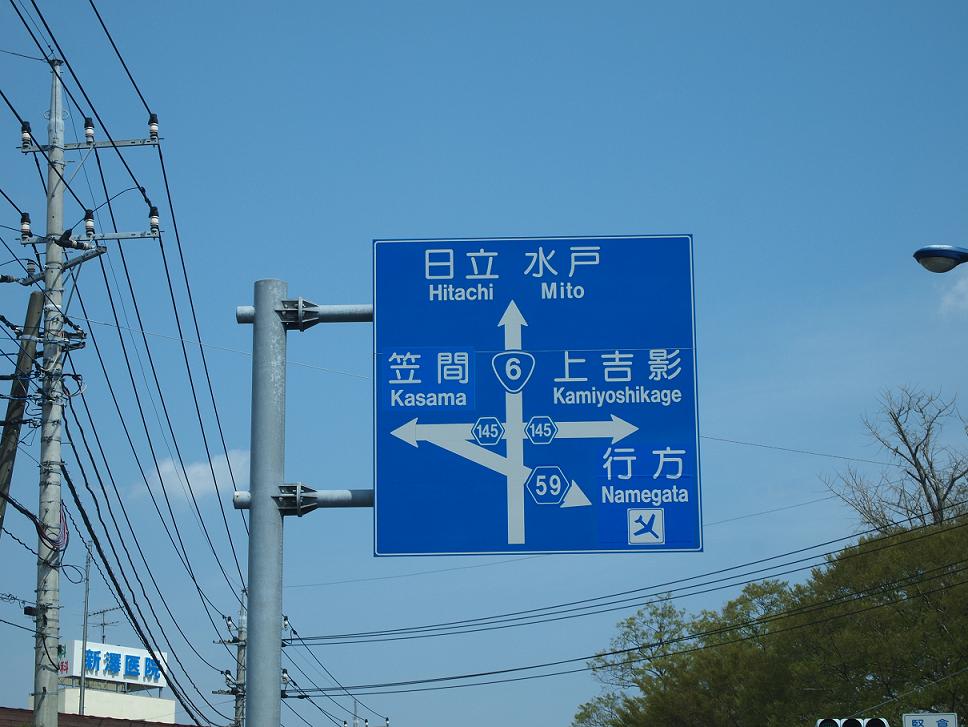 日立 水戸
Hitachi Mito
6
笠間 上吉影
Kasama Kamiyoshikage
145 145
行方
59 Namegata
新澤医院